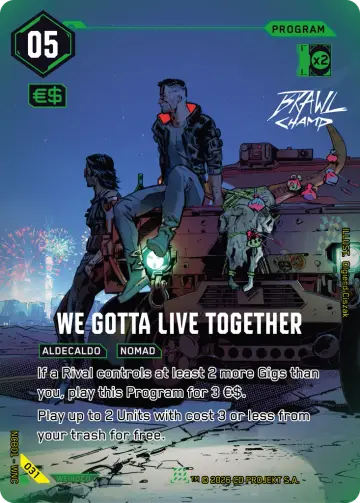 05
PROGRAM
€$
x2
BRAWL
CHAMP
WE GOTTA LIVE TOGETHER
ALDECALDO
NOMAD
If a Rival controls at least 2 more Gigs than
you, play this Program for 3 €$.
Play up to 2 Units with cost 3 or less from
your trash for free.
031
™ © 2026 CD PROJEKT S.A.